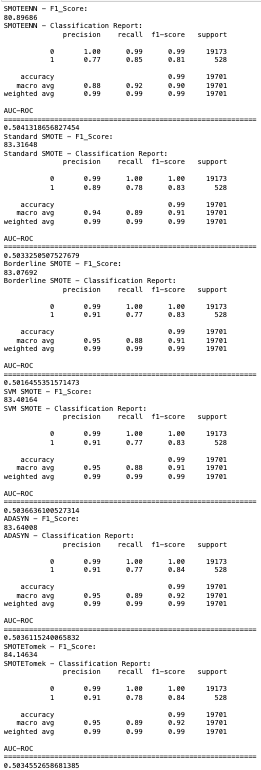 SMOTEENN - F1_Score:
80.89686
SMOTEENN - Classification Report:
precision recall f1-score support
0 1.00 0.99 0.99 19173
1 0.77 0.85 0.81 528
accuracy 0.99 19701
macro avg 0.88 0.92 0.90 19701
weighted avg 0.99 0.99 0.99 19701
AUC-ROC
================================================================
0.5041318656827454
Standard SMOTE - F1_Score:
83.31648
Standard SMOTE - Classification Report:
precision recall f1-score support
0 0.99 1.00 1.00 19173
1 0.89 0.78 0.83 528
accuracy 0.99 19701
macro avg 0.94 0.89 0.91 19701
weighted avg 0.99 0.99 0.99 19701
AUC-ROC
================================================================
0.5033250507527679
Borderline SMOTE - F1_Score:
83.07692
Borderline SMOTE - Classification Report:
precision recall f1-score support
0 0.99 1.00 1.00 19173
1 0.91 0.77 0.83 528
accuracy 0.99 19701
macro avg 0.95 0.88 0.91 19701
weighted avg 0.99 0.99 0.99 19701
AUC-ROC
================================================================
0.5016455351571473
SVM SMOTE - F1_Score:
83.40164
SVM SMOTE - Classification Report:
precision recall f1-score support
0 0.99 1.00 1.00 19173
1 0.91 0.77 0.83 528
accuracy 0.99 19701
macro avg 0.95 0.88 0.91 19701
weighted avg 0.99 0.99 0.99 19701
AUC-ROC
================================================================
0.5036636100527314
ADASYN - F1_Score:
83.64008
ADASYN - Classification Report:
precision recall f1-score support
0 0.99 1.00 1.00 19173
1 0.91 0.77 0.84 528
accuracy 0.99 19701
macro avg 0.95 0.89 0.92 19701
weighted avg 0.99 0.99 0.99 19701
AUC-ROC
================================================================
0.5036115240065832
SMOTETomek - F1_Score:
84.14634
SMOTETomek - Classification Report:
precision recall f1-score support
0 0.99 1.00 1.00 19173
1 0.91 0.78 0.84 528
accuracy 0.99 19701
macro avg 0.95 0.89 0.92 19701
weighted avg 0.99 0.99 0.99 19701
AUC-ROC
================================================================
0.5034552658681385